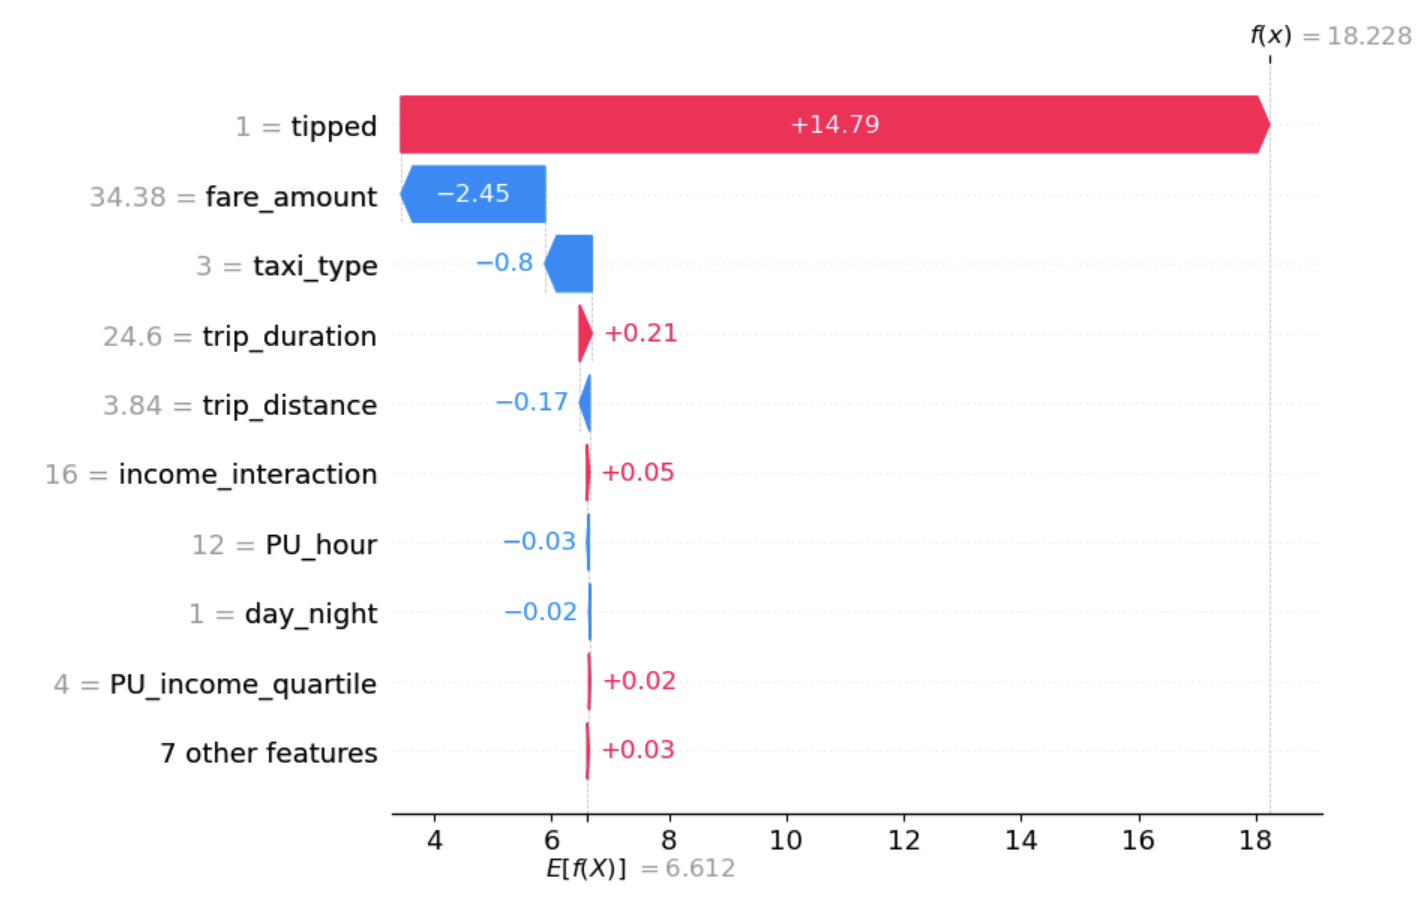 f(x) = 18.228
1 = tipped +14.79
34.38 = fare_amount −2.45
3 = taxi_type −0.8
24.6 = trip_duration +0.21
3.84 = trip_distance −0.17
16 = income_interaction +0.05
12 = PU_hour −0.03
1 = day_night −0.02
4 = PU_income_quartile +0.02
7 other features +0.03
4 6 8 10 12 14 16 18
E[f(X)] = 6.612